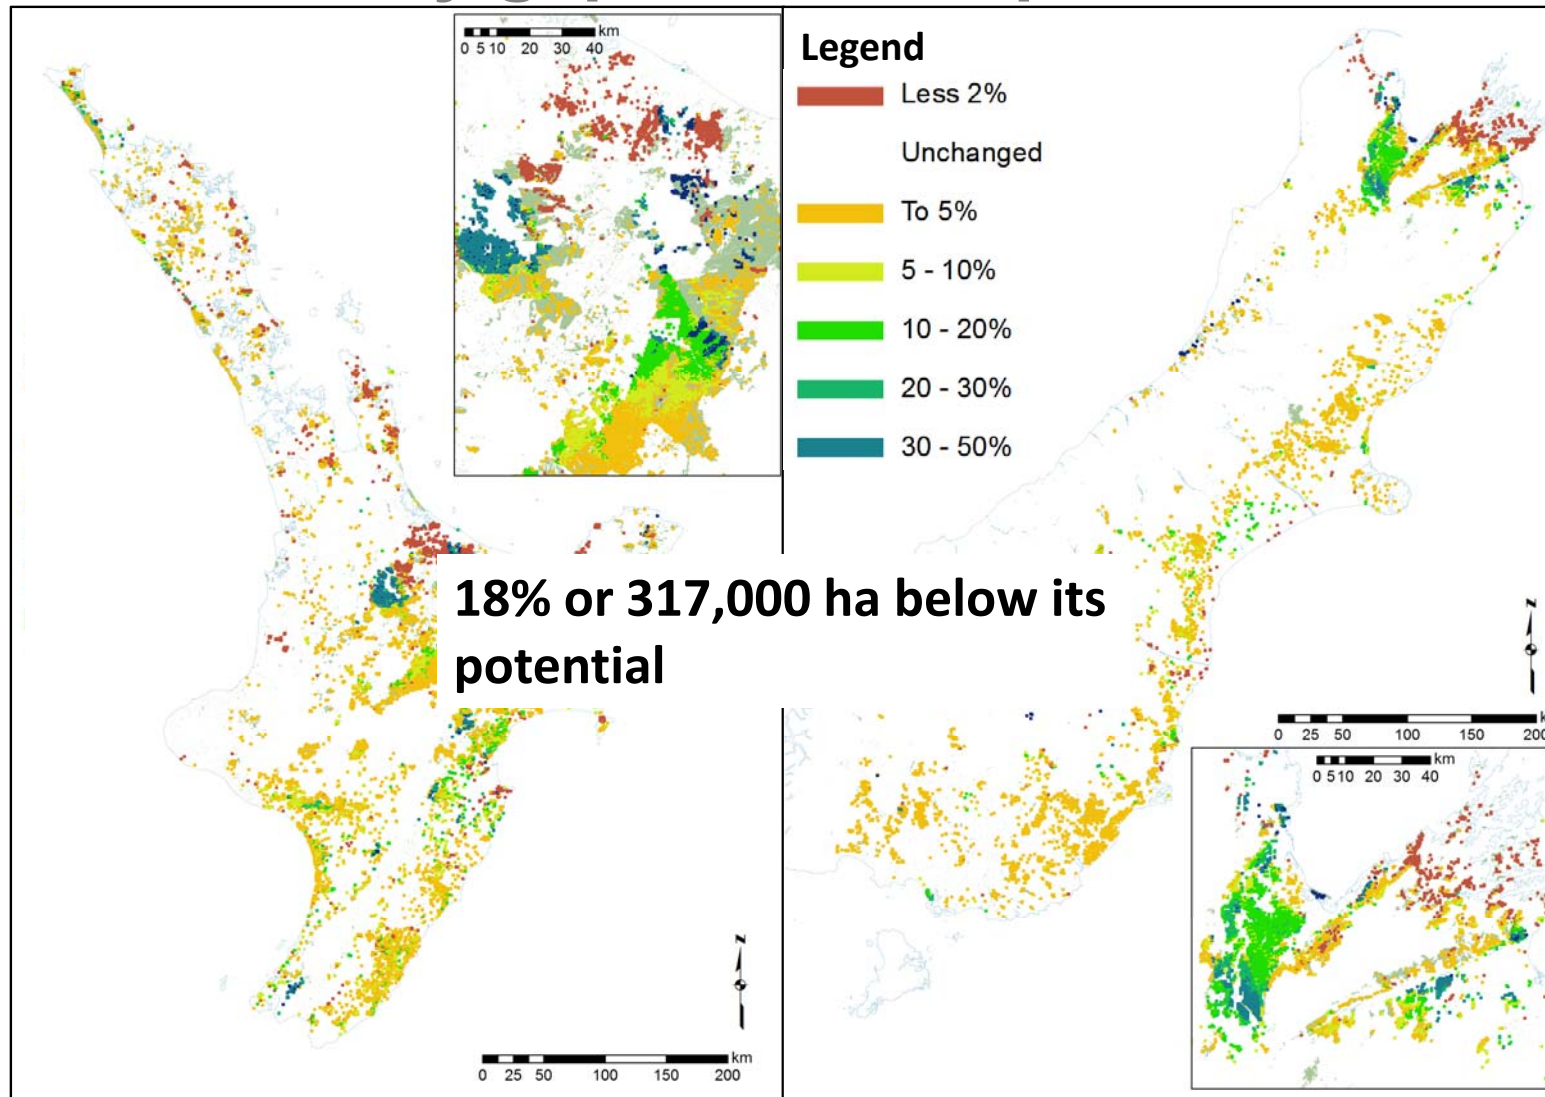 km
0 5 10 20 30 40
Legend
Less 2%
Unchanged
To 5%
5 - 10%
10 - 20%
20 - 30%
30 - 50%
18% or 317,000 ha below its
potential
N
km
0 25 50 100 150 200
N
0 25 50 100 150 200
km
0 5 10 20 30 40